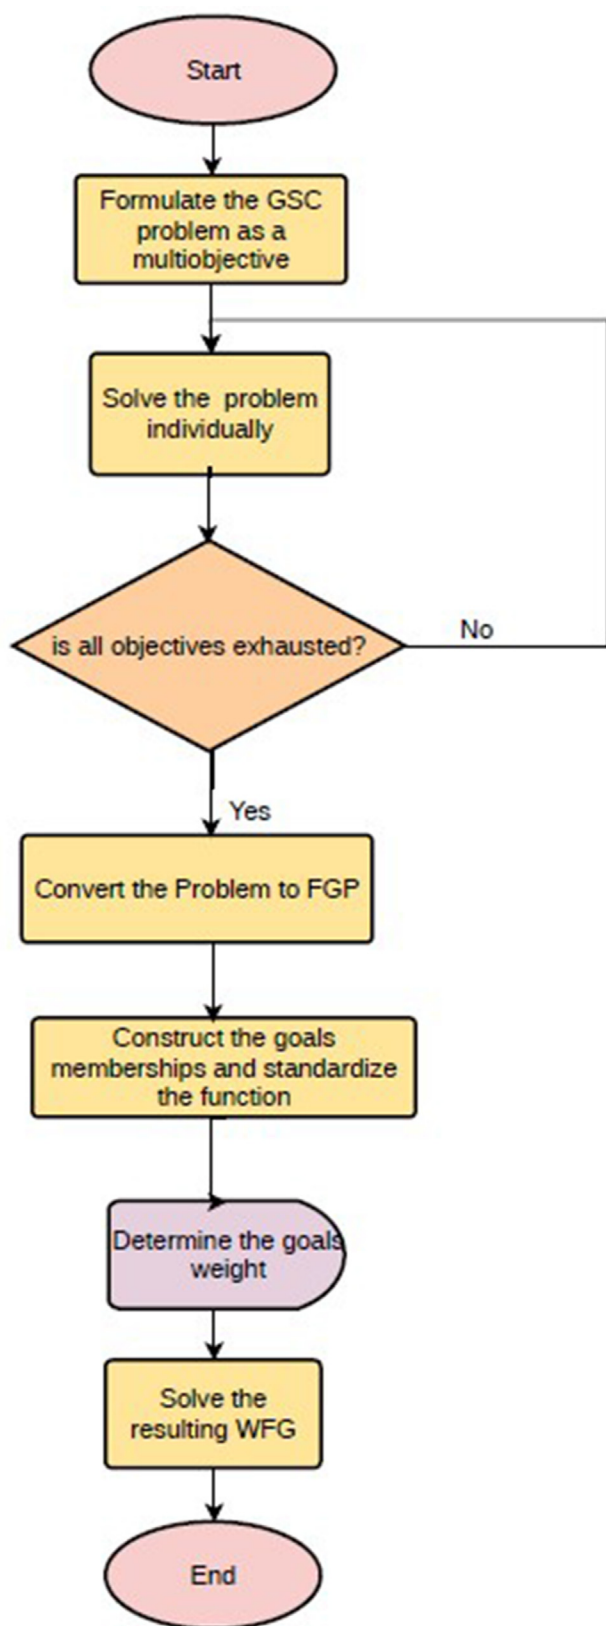 Start
Formulate the GSC
problem as a
multiobjective
Solve the  problem
individually
is all objectives exhausted?
No
Yes
Convert the Problem to FGP
Construct the goals
memberships and standardize
the function
Determine the goals
weight
Solve the
resulting WFG
End